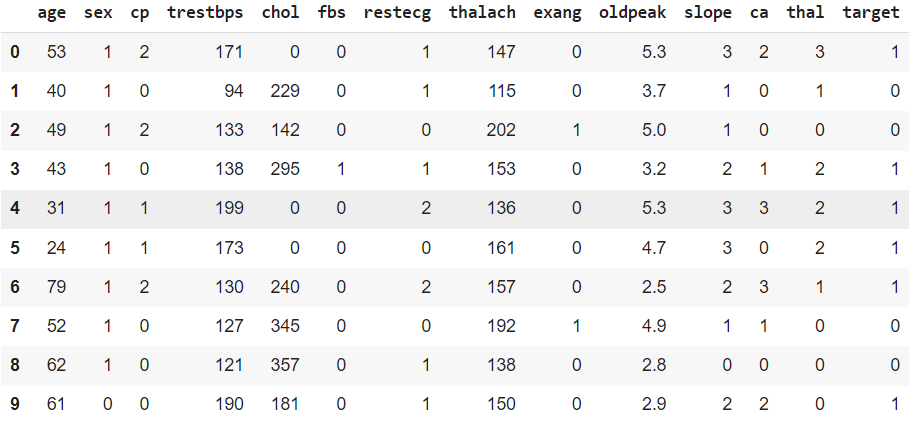 age sex cp trestbps chol fbs restecg thalach exang oldpeak slope ca thal target
0 53 1 2 171 0 0 1 147 0 5.3 3 2 3 1
1 40 1 0 94 229 0 1 115 0 3.7 1 0 1 0
2 49 1 2 133 142 0 0 202 1 5.0 1 0 0 0
3 43 1 0 138 295 1 1 153 0 3.2 2 1 2 1
4 31 1 1 199 0 0 2 136 0 5.3 3 3 2 1
5 24 1 1 173 0 0 0 161 0 4.7 3 0 2 1
6 79 1 2 130 240 0 2 157 0 2.5 2 3 1 1
7 52 1 0 127 345 0 0 192 1 4.9 1 1 0 0
8 62 1 0 121 357 0 1 138 0 2.8 0 0 0 0
9 61 0 0 190 181 0 1 150 0 2.9 2 2 0 1